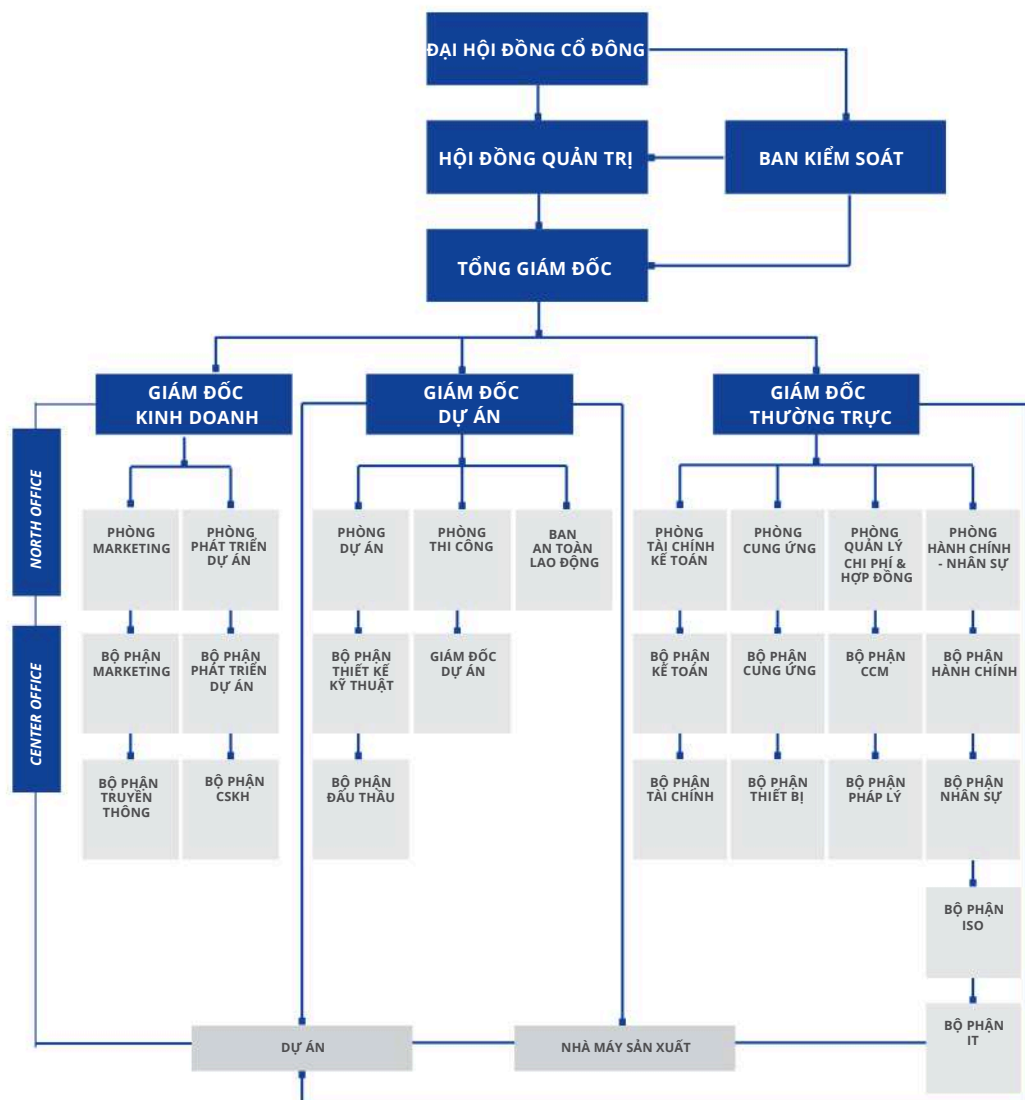 ĐẠI HỘI ĐỒNG CỔ ĐÔNG
HỘI ĐỒNG QUẢN TRỊ
BAN KIỂM SOÁT
TỔNG GIÁM ĐỐC
GIÁM ĐỐC
KINH DOANH
GIÁM ĐỐC
DỰ ÁN
GIÁM ĐỐC
THƯỜNG TRỰC
NORTH OFFICE
CENTER OFFICE
PHÒNG
MARKETING
PHÒNG
PHÁT TRIỂN
DỰ ÁN
PHÒNG
DỰ ÁN
PHÒNG
THI CÔNG
BAN
AN TOÀN
LAO ĐỘNG
PHÒNG
TÀI CHÍNH
KẾ TOÁN
PHÒNG
CUNG ỨNG
PHÒNG
QUẢN LÝ
CHI PHÍ &
HỢP ĐỒNG
PHÒNG
HÀNH CHÍNH
- NHÂN SỰ
BỘ PHẬN
MARKETING
BỘ PHẬN
PHÁT TRIỂN
DỰ ÁN
BỘ PHẬN
THIẾT KẾ
KỸ THUẬT
GIÁM ĐỐC
DỰ ÁN
BỘ PHẬN
KẾ TOÁN
BỘ PHẬN
CUNG ỨNG
BỘ PHẬN
CCM
BỘ PHẬN
HÀNH CHÍNH
BỘ PHẬN
TRUYỀN
THÔNG
BỘ PHẬN
CSKH
BỘ PHẬN
ĐẤU THẦU
BỘ PHẬN
TÀI CHÍNH
BỘ PHẬN
THIẾT BỊ
BỘ PHẬN
PHÁP LÝ
BỘ PHẬN
NHÂN SỰ
BỘ PHẬN
ISO
BỘ PHẬN
IT
DỰ ÁN
NHÀ MÁY SẢN XUẤT